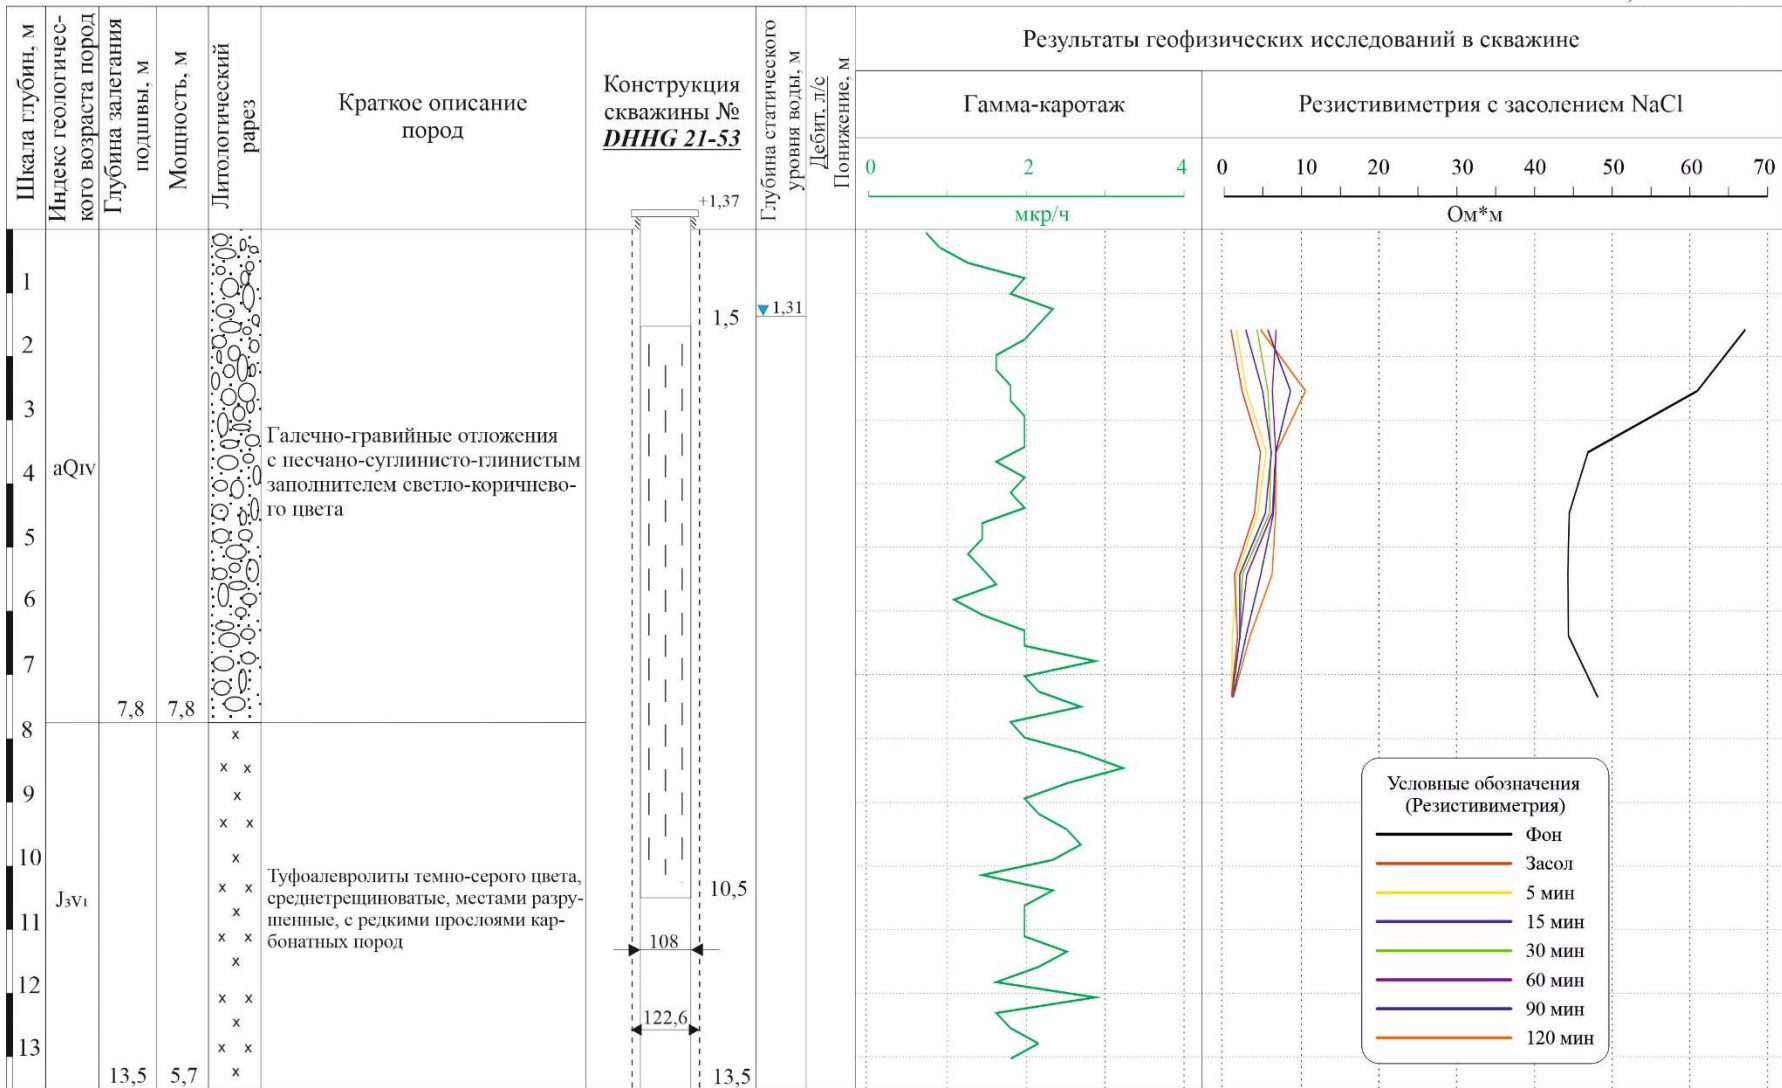 Шкала глубин, м
Индекс геологичес-
кого возраста пород
Глубина залегания
подшвы, м
Мощность, м
Литологический
рарез
Краткое описание
пород
Конструкция
скважины №
DHHG 21-53
Глубина статического
уровня воды, м
Дебит. л/с
Понижение, м
Результаты геофизических исследований в скважине
Гамма-каротаж
Резистивиметрия с засолением NaCl
0 2 4
мкр/ч
0 10 20 30 40 50 60 70
Ом*м
+1,37
1
2
3
4
5
6
7
8
9
10
11
12
13
aQIV
7,8 7,8
Галечно-гравийные отложения
с песчано-суглинисто-глинистым
заполнителем светло-коричнево-
го цвета
J₃v₁
13,5 5,7
Туфоалевролиты темно-серого цвета,
среднетрещиноватые, местами разру-
шенные, с редкими прослоями кар-
бонатных пород
1,5
10,5
108
122,6
13,5
1,31
Условные обозначения
(Резистивиметрия)
Фон
Засол
5 мин
15 мин
30 мин
60 мин
90 мин
120 мин